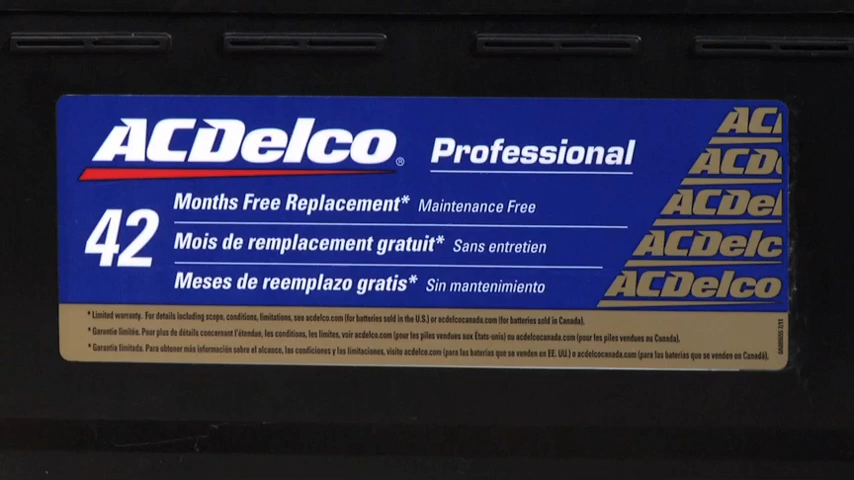 ACDelco® Professional
42
Months Free Replacement* Maintenance Free
Mois de remplacement gratuit* Sans entretien
Meses de reemplazo gratis* Sin mantenimiento
ACD
ACDe
ACDel
ACDelc
ACDelco
* Limited warranty. For details including scope, conditions, limitations, see acdelco.com (for batteries sold in the U.S.) or acdelcocanada.com (for batteries sold in Canada).
* Garantie limitée. Pour plus de détails concernant l'étendue, les conditions, les limites, voir acdelco.com (pour les piles vendues aux États-unis) ou acdelcocanada.com (pour les piles vendues au Canada).
* Garantía limitada. Para obtener más información sobre el alcance, las condiciones y las limitaciones, visite acdelco.com (para las baterías que se venden en EE. UU.) o acdelcocanada.com (para las baterías que se venden en Canadá).